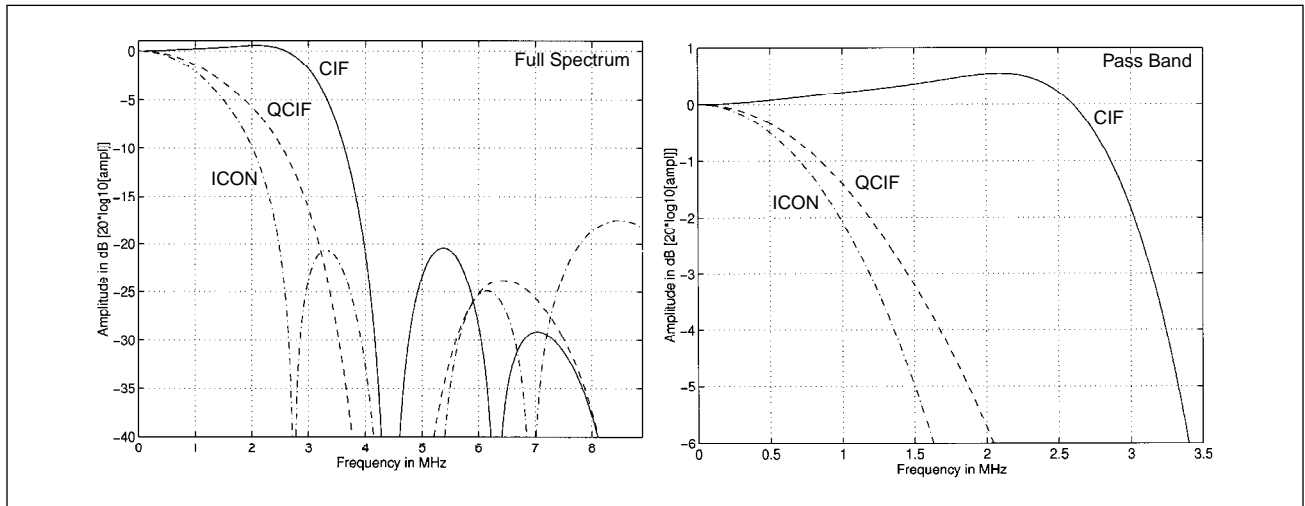 Full Spectrum
CIF
QCIF
ICON
0
−5
−10
−15
−20
−25
−30
−35
−40
Amplitude in dB [20*log10[ampl]]
0 1 2 3 4 5 6 7 8
Frequency in MHz
Pass Band
CIF
QCIF
ICON
1
0
−1
−2
−3
−4
−5
−6
Amplitude in dB [20*log10[ampl]]
0 0.5 1 1.5 2 2.5 3 3.5
Frequency in MHz